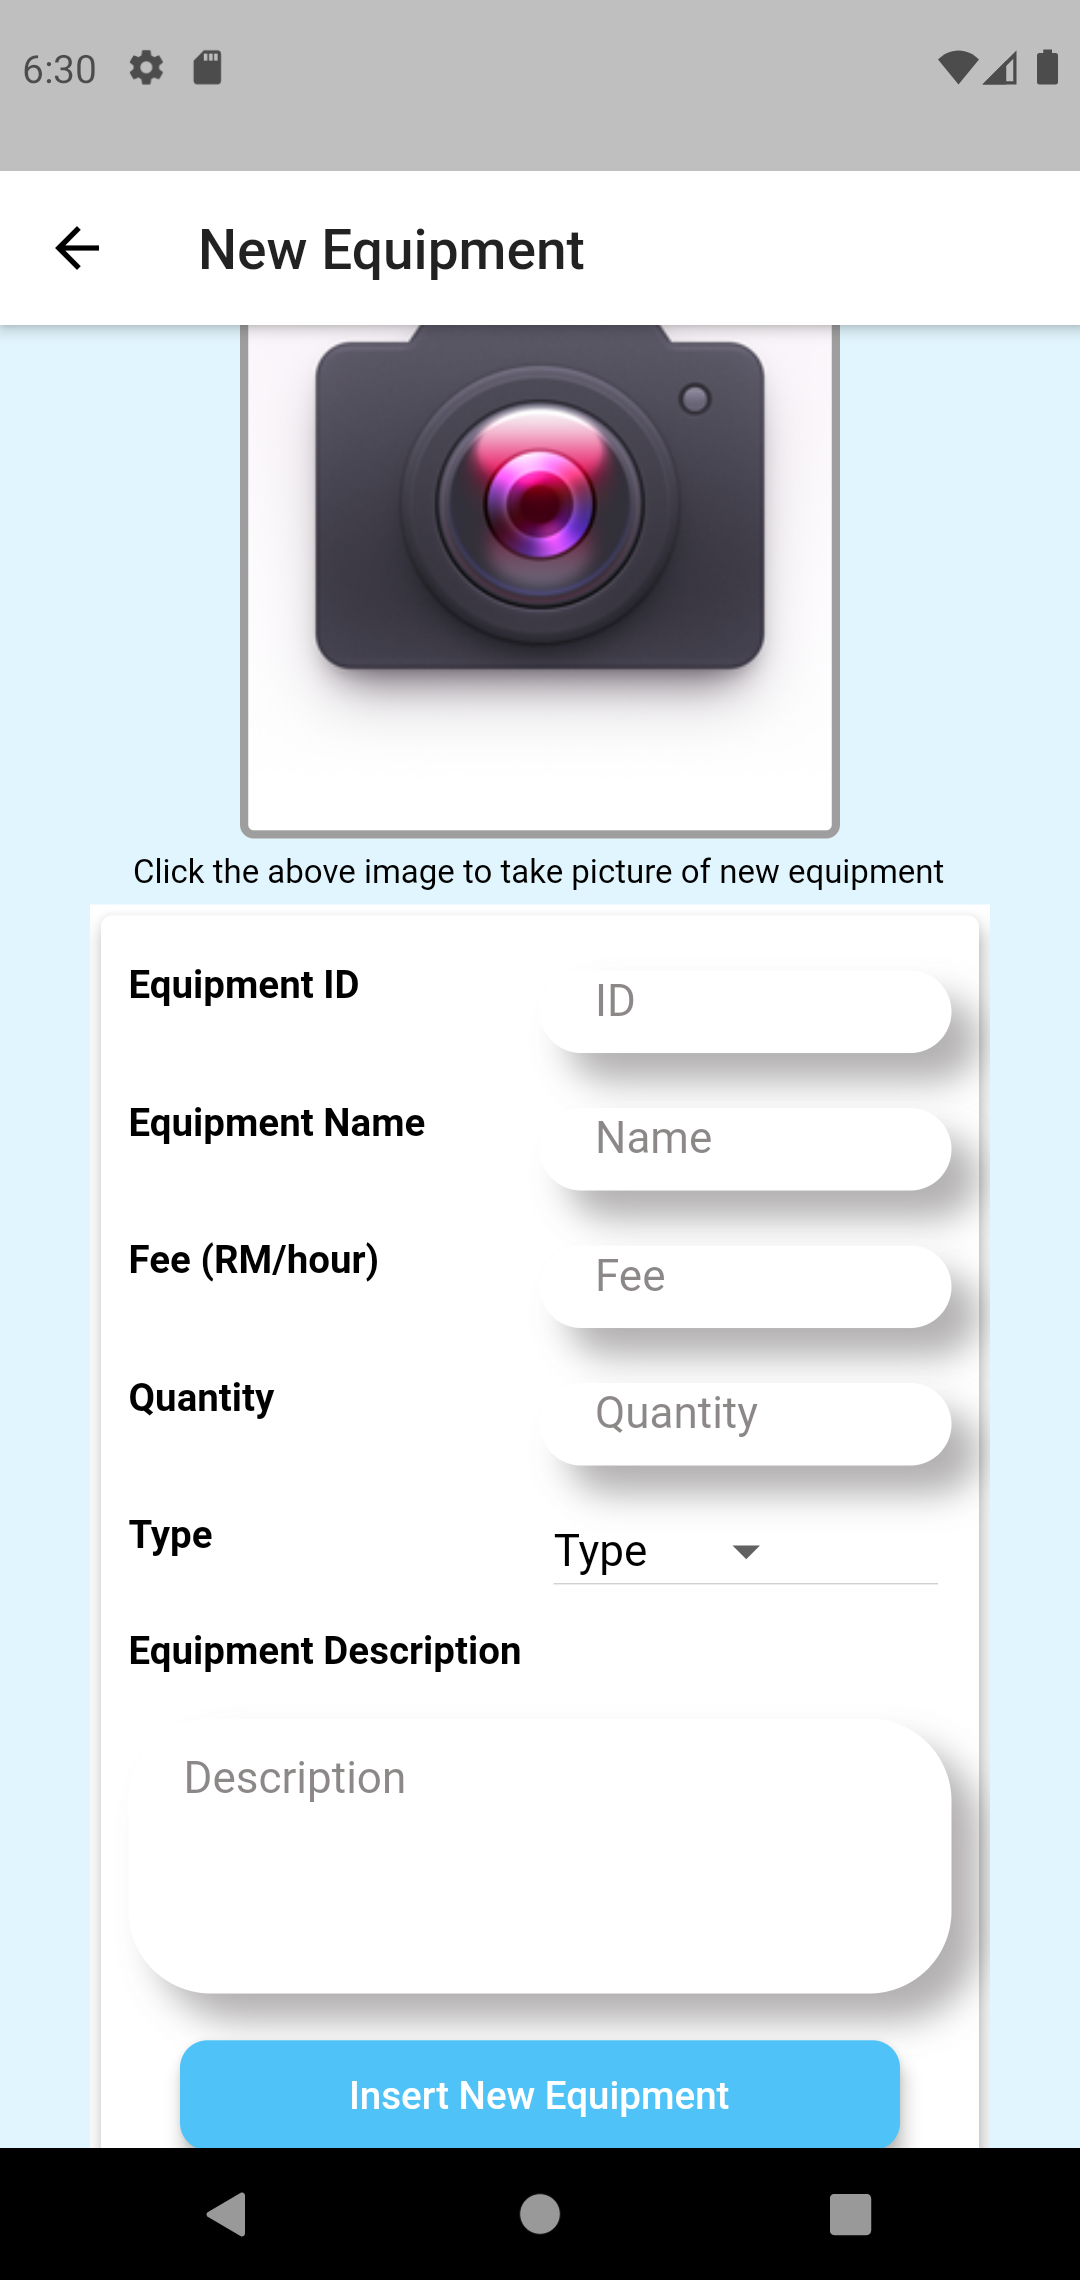 6:30
New Equipment
Click the above image to take picture of new equipment
Equipment ID
ID
Equipment Name
Name
Fee (RM/hour)
Fee
Quantity
Quantity
Type
Type
Equipment Description
Description
Insert New Equipment